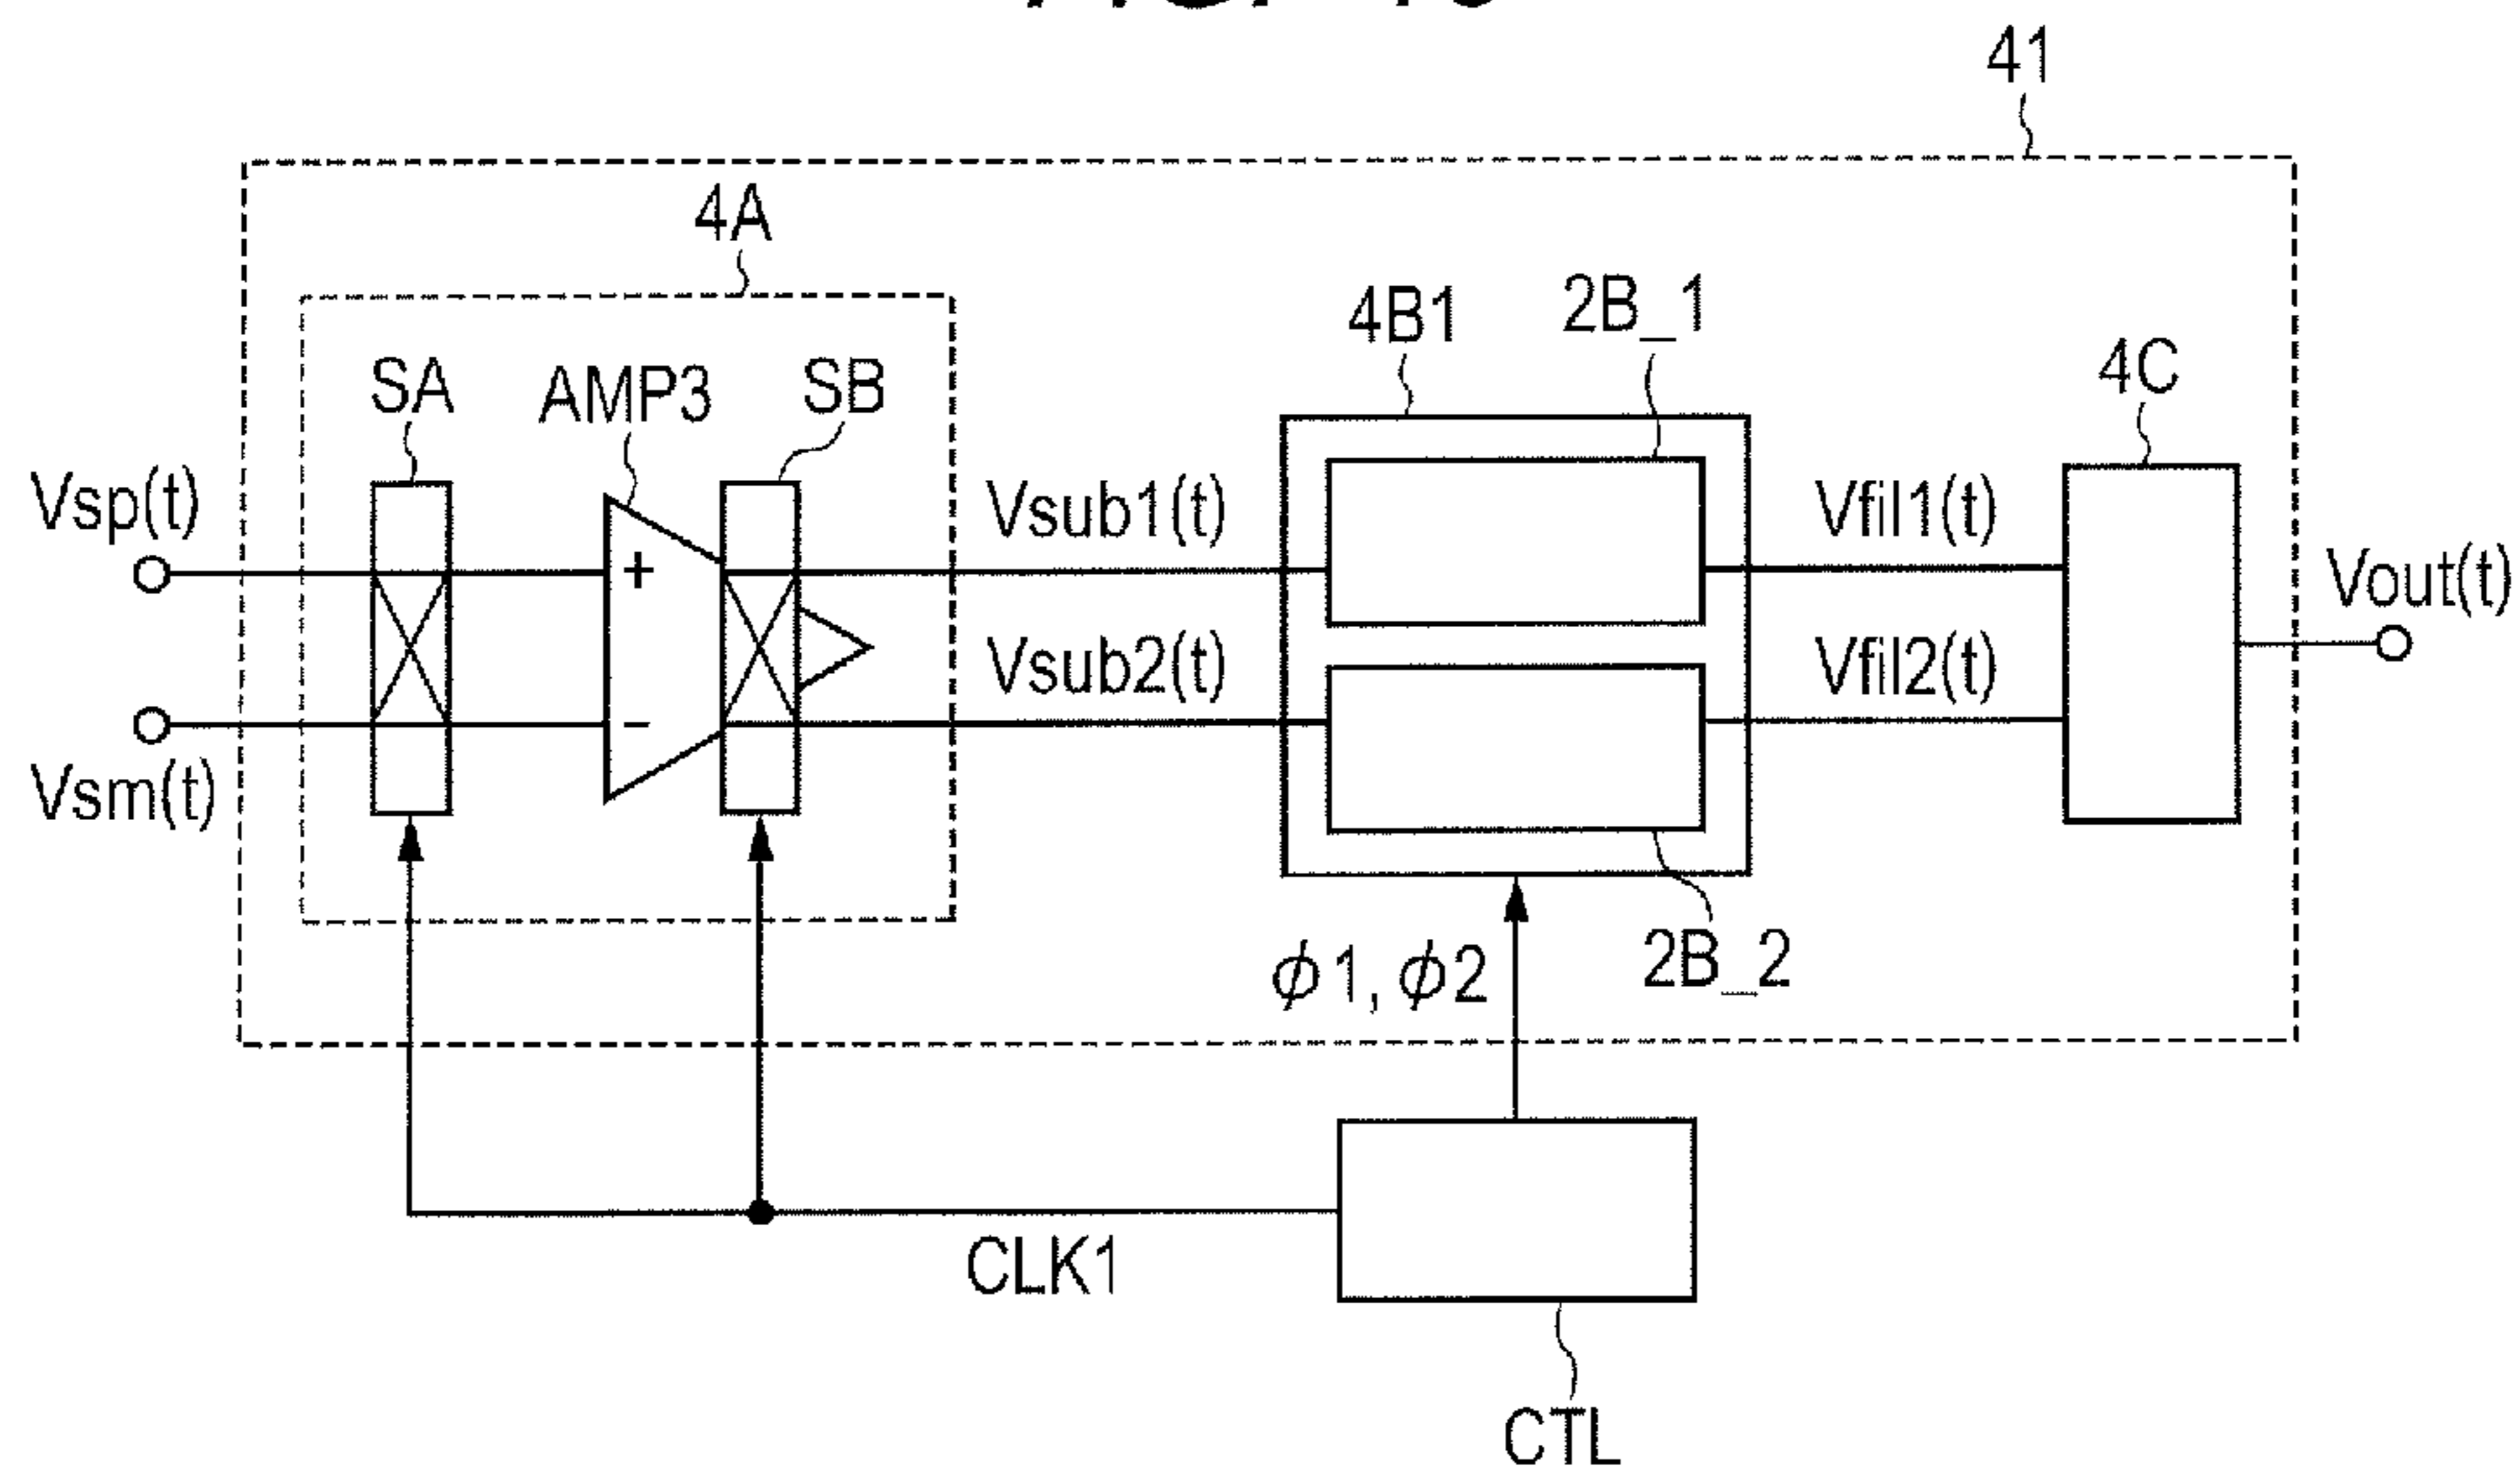 41
4A
4B1
2B_1
4C
SA
AMP3
SB
Vsp(t)
Vsub1(t)
Vfil1(t)
+
Vout(t)
Vsub2(t)
Vfil2(t)
−
Vsm(t)
ϕ1, ϕ2
2B_2
CLK1
CTL